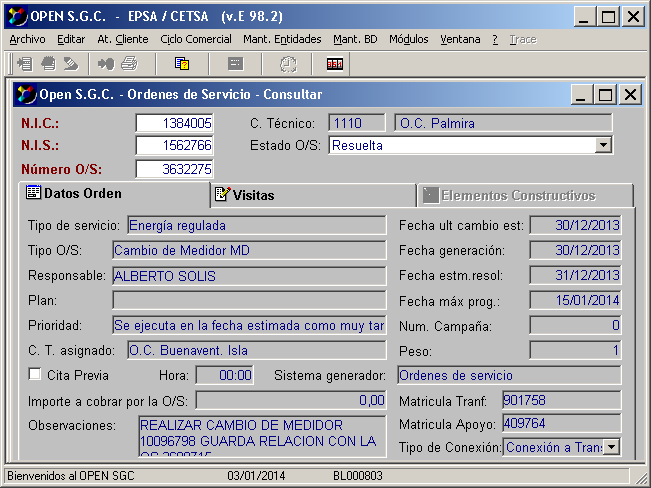 OPEN S.G.C. - EPSA / CETSA (v.E 98.2)
Archivo Editar At. Cliente Ciclo Comercial Mant. Entidades Mant. BD Módulos Ventana ? Trace
Open S.G.C. - Ordenes de Servicio - Consultar
N.I.C.: 1384005 C. Técnico: 1110 O.C. Palmira
N.I.S.: 1562766 Estado O/S: Resuelta
Número O/S: 3632275
Datos Orden Visitas Elementos Constructivos
Tipo de servicio: Energía regulada Fecha ult cambio est: 30/12/2013
Tipo O/S: Cambio de Medidor MD Fecha generación: 30/12/2013
Responsable: ALBERTO SOLIS Fecha estm.resol: 31/12/2013
Plan: Fecha máx prog.: 15/01/2014
Prioridad: Se ejecuta en la fecha estimada como muy tar Num. Campaña: 0
C. T. asignado: O.C. Buenavent. Isla Peso: 1
Cita Previa Hora: 00:00 Sistema generador: Ordenes de servicio
Importe a cobrar por la O/S: 0,00 Matricula Tranf: 901758
Observaciones: REALIZAR CAMBIO DE MEDIDOR Matricula Apoyo: 409764
10096798 GUARDA RELACION CON LA Tipo de Conexión: Conexión a Tran
Bienvenidos al OPEN SGC 03/01/2014 BL000803